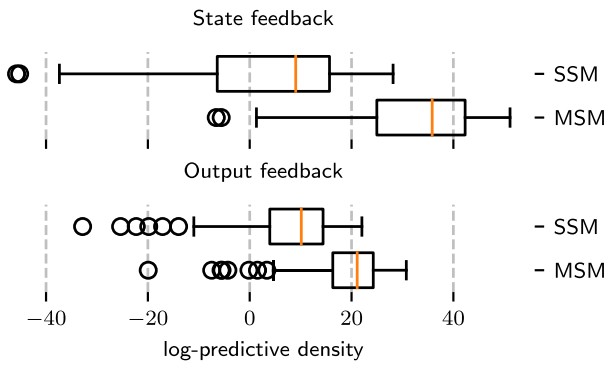 State feedback
SSM
MSM
Output feedback
SSM
MSM
−40 −20 0 20 40
log-predictive density